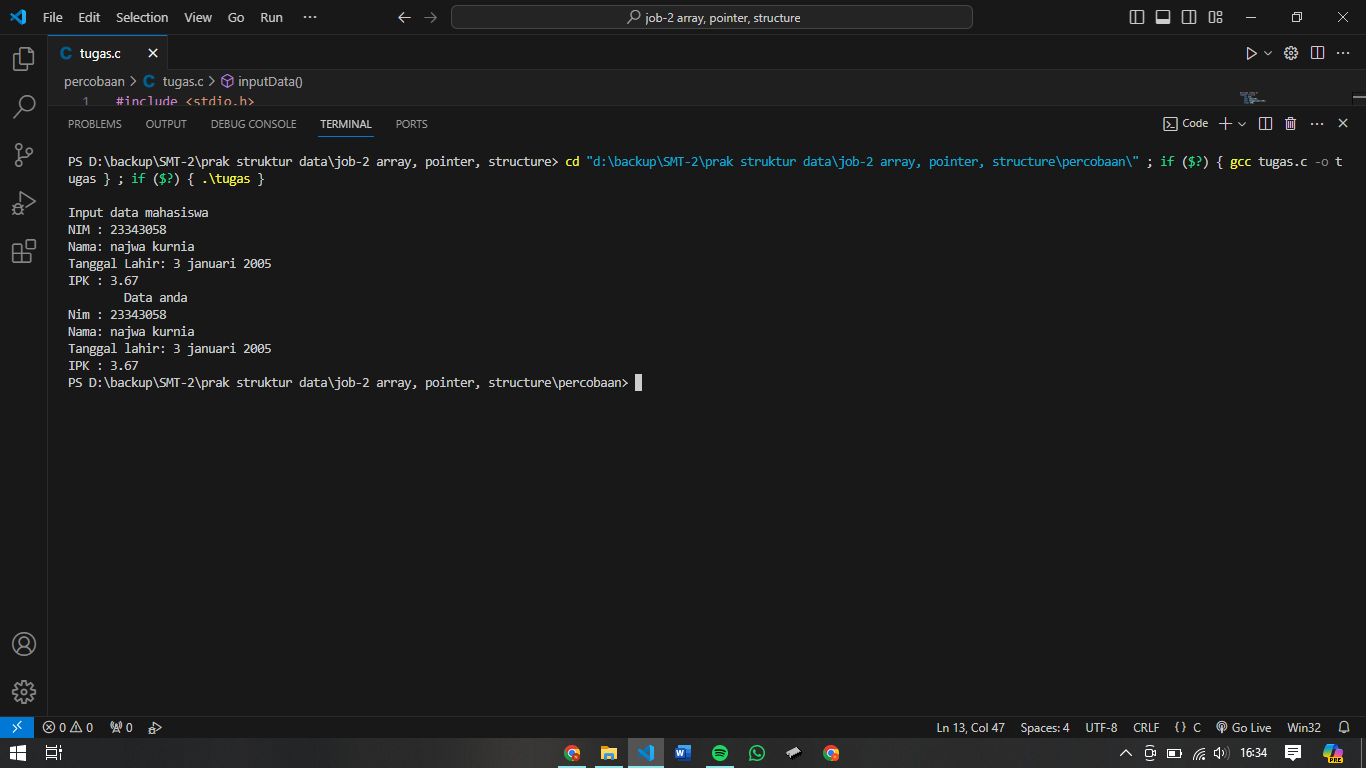 File Edit Selection View Go Run ··· job-2 array, pointer, structure
C tugas.c
percobaan > C tugas.c > inputData()
1 #include <stdio.h>
PROBLEMS OUTPUT DEBUG CONSOLE TERMINAL PORTS Code
PS D:\backup\SMT-2\prak struktur data\job-2 array, pointer, structure> cd "d:\backup\SMT-2\prak struktur data\job-2 array, pointer, structure\percobaan\" ; if ($?) { gcc tugas.c -o t
ugas } ; if ($?) { .\tugas }
Input data mahasiswa
NIM : 23343058
Nama: najwa kurnia
Tanggal Lahir: 3 januari 2005
IPK : 3.67
Data anda
Nim : 23343058
Nama: najwa kurnia
Tanggal lahir: 3 januari 2005
IPK : 3.67
PS D:\backup\SMT-2\prak struktur data\job-2 array, pointer, structure\percobaan>
0 0 0 Ln 13, Col 47 Spaces: 4 UTF-8 CRLF {} C Go Live Win32
16:34 PRE